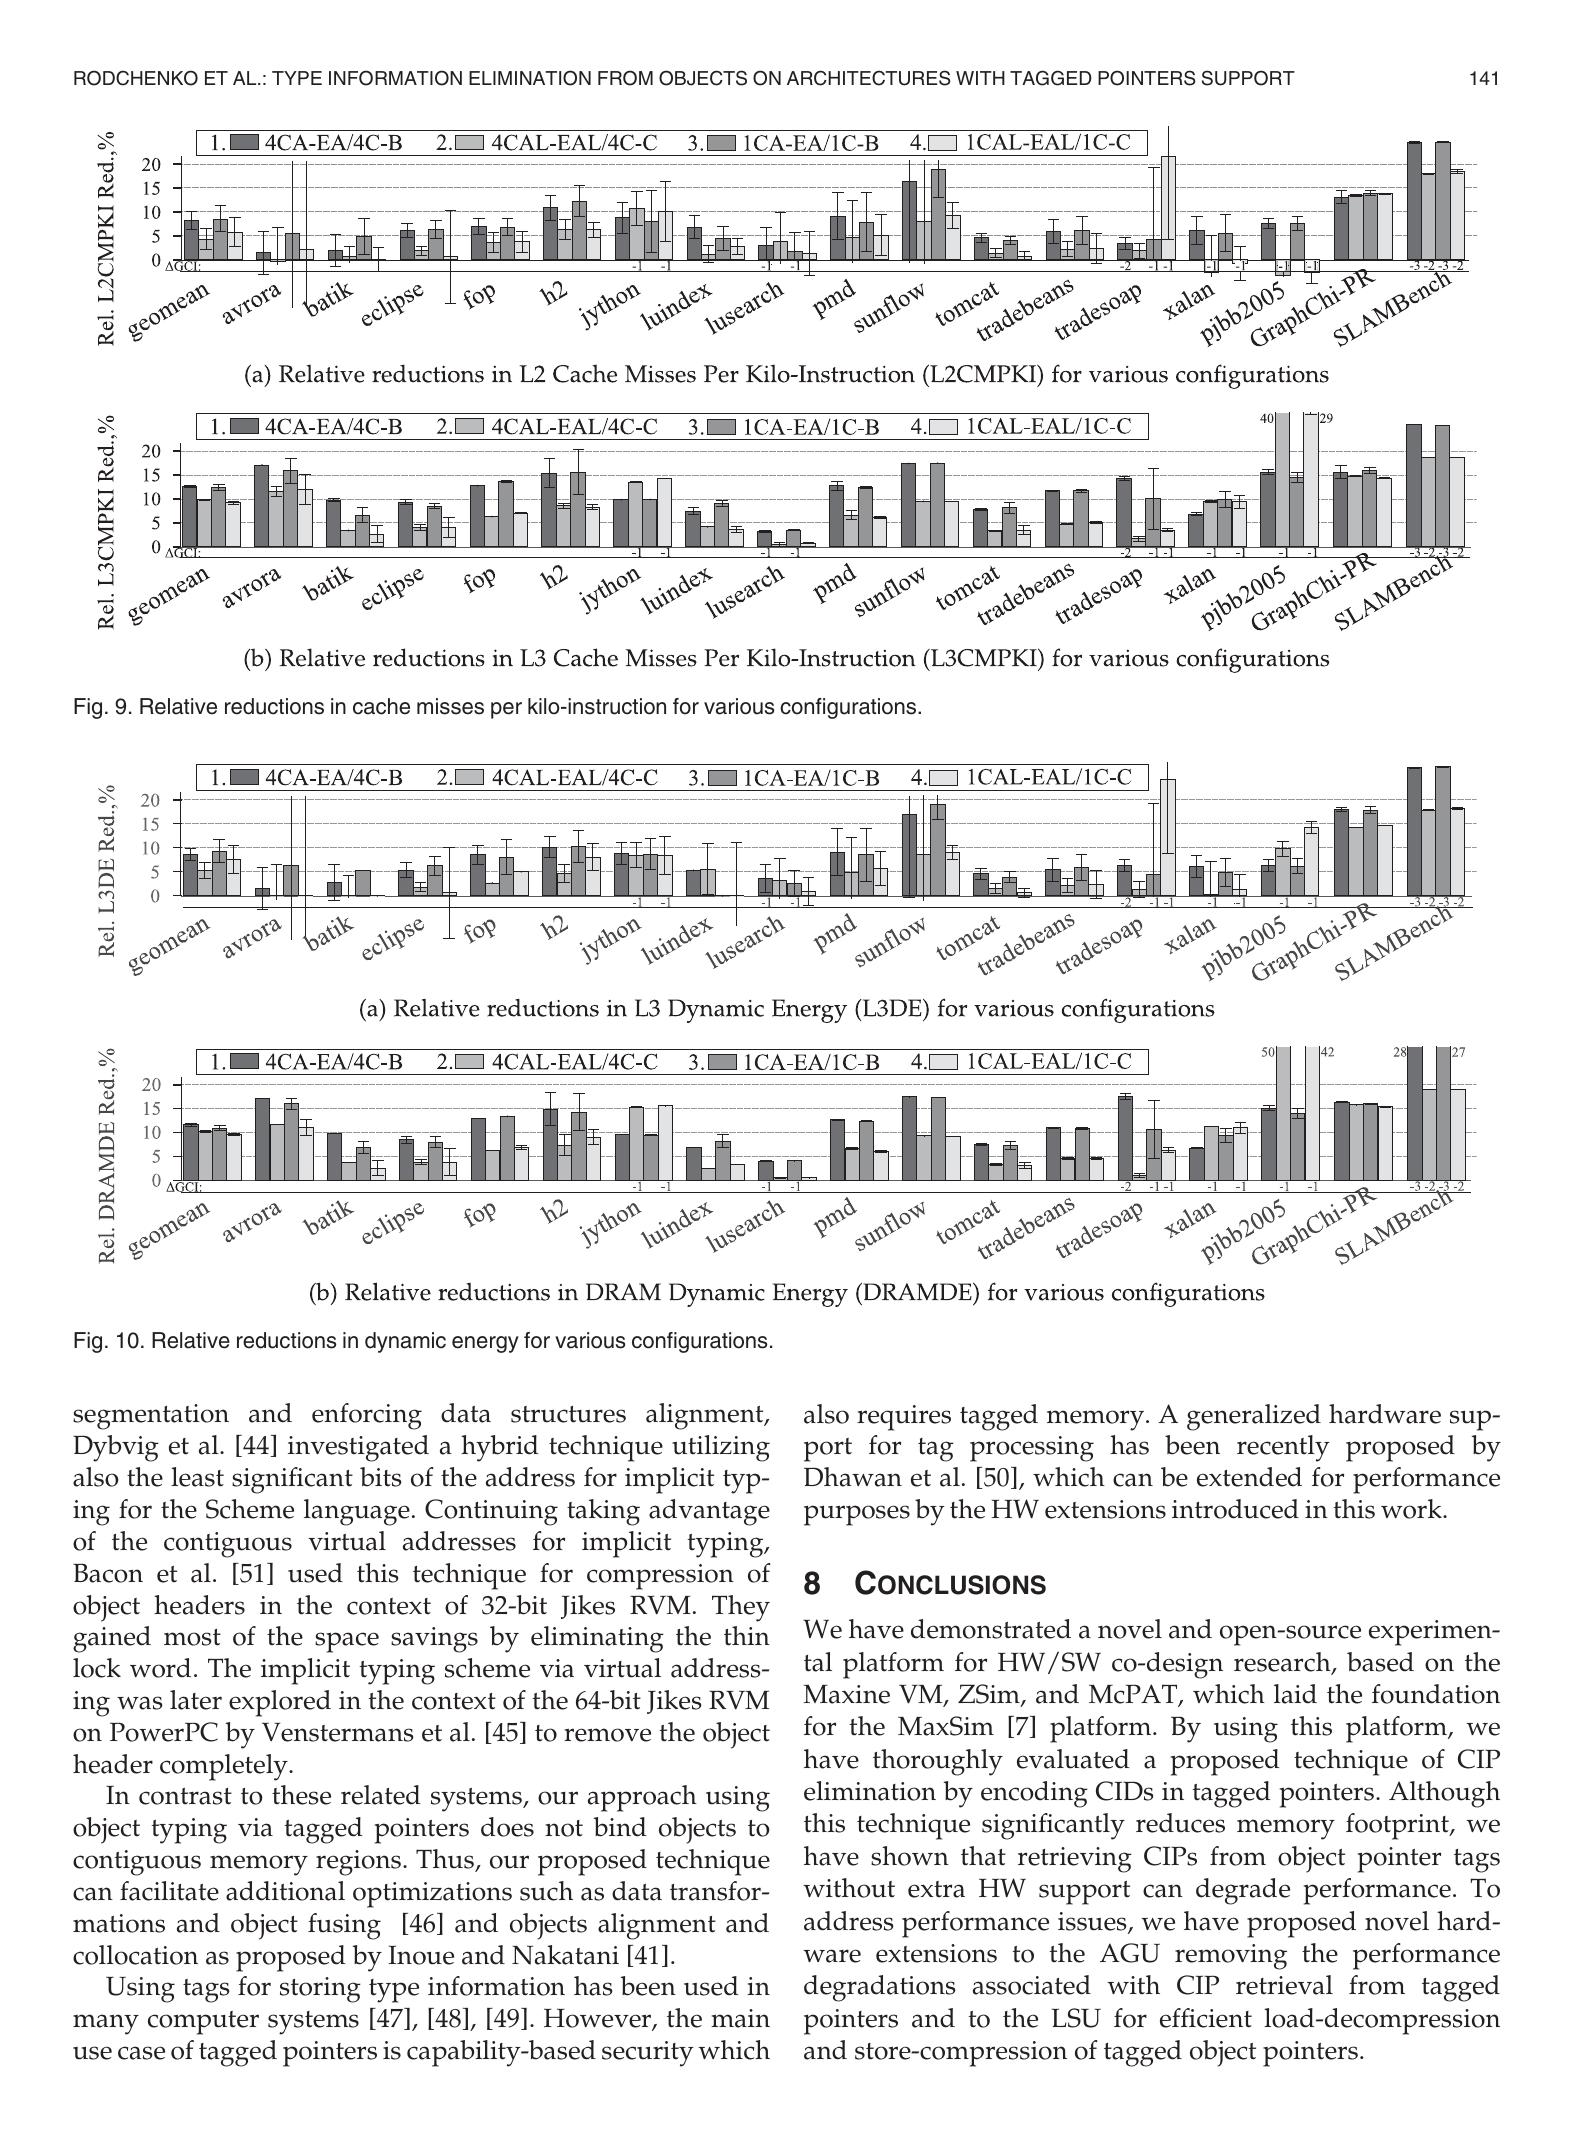 RODCHENKO ET AL.: TYPE INFORMATION ELIMINATION FROM OBJECTS ON ARCHITECTURES WITH TAGGED POINTERS SUPPORT 141
Rel. L2CMPKI Red.,%
1. 4CA-EA/4C-B 2. 4CAL-EAL/4C-C 3. 1CA-EA/1C-B 4. 1CAL-EAL/1C-C
20
15
10
5
0
ΔGCI: -1 -1 -1 -1 -2 -1 -1 -1 -1 -1 -1 -3 -2 -3 -2
geomean avrora batik eclipse fop h2 jython luindex lusearch pmd sunflow tomcat tradebeans tradesoap xalan pjbb2005 GraphChi-PR SLAMBench
(a) Relative reductions in L2 Cache Misses Per Kilo-Instruction (L2CMPKI) for various configurations
Rel. L3CMPKI Red.,%
1. 4CA-EA/4C-B 2. 4CAL-EAL/4C-C 3. 1CA-EA/1C-B 4. 1CAL-EAL/1C-C
40 29
20
15
10
5
0
ΔGCI: -1 -1 -1 -1 -2 -1 -1 -1 -1 -1 -1 -3 -2 -3 -2
geomean avrora batik eclipse fop h2 jython luindex lusearch pmd sunflow tomcat tradebeans tradesoap xalan pjbb2005 GraphChi-PR SLAMBench
(b) Relative reductions in L3 Cache Misses Per Kilo-Instruction (L3CMPKI) for various configurations
Fig. 9. Relative reductions in cache misses per kilo-instruction for various configurations.
Rel. L3DE Red.,%
1. 4CA-EA/4C-B 2. 4CAL-EAL/4C-C 3. 1CA-EA/1C-B 4. 1CAL-EAL/1C-C
20
15
10
5
0
-1 -1 -1 -1 -2 -1 -1 -1 -1 -1 -1 -3 -2 -3 -2
geomean avrora batik eclipse fop h2 jython luindex lusearch pmd sunflow tomcat tradebeans tradesoap xalan pjbb2005 GraphChi-PR SLAMBench
(a) Relative reductions in L3 Dynamic Energy (L3DE) for various configurations
Rel. DRAMDE Red.,%
1. 4CA-EA/4C-B 2. 4CAL-EAL/4C-C 3. 1CA-EA/1C-B 4. 1CAL-EAL/1C-C
50 42 28 27
20
15
10
5
0
ΔGCI: -1 -1 -1 -1 -2 -1 -1 -1 -1 -1 -1 -3 -2 -3 -2
geomean avrora batik eclipse fop h2 jython luindex lusearch pmd sunflow tomcat tradebeans tradesoap xalan pjbb2005 GraphChi-PR SLAMBench
(b) Relative reductions in DRAM Dynamic Energy (DRAMDE) for various configurations
Fig. 10. Relative reductions in dynamic energy for various configurations.
segmentation and enforcing data structures alignment,
Dybvig et al. [44] investigated a hybrid technique utilizing
also the least significant bits of the address for implicit typ-
ing for the Scheme language. Continuing taking advantage
of the contiguous virtual addresses for implicit typing,
Bacon et al. [51] used this technique for compression of
object headers in the context of 32-bit Jikes RVM. They
gained most of the space savings by eliminating the thin
lock word. The implicit typing scheme via virtual address-
ing was later explored in the context of the 64-bit Jikes RVM
on PowerPC by Venstermans et al. [45] to remove the object
header completely.
In contrast to these related systems, our approach using
object typing via tagged pointers does not bind objects to
contiguous memory regions. Thus, our proposed technique
can facilitate additional optimizations such as data transfor-
mations and object fusing [46] and objects alignment and
collocation as proposed by Inoue and Nakatani [41].
Using tags for storing type information has been used in
many computer systems [47], [48], [49]. However, the main
use case of tagged pointers is capability-based security which
also requires tagged memory. A generalized hardware sup-
port for tag processing has been recently proposed by
Dhawan et al. [50], which can be extended for performance
purposes by the HW extensions introduced in this work.
8 CONCLUSIONS
We have demonstrated a novel and open-source experimen-
tal platform for HW/SW co-design research, based on the
Maxine VM, ZSim, and McPAT, which laid the foundation
for the MaxSim [7] platform. By using this platform, we
have thoroughly evaluated a proposed technique of CIP
elimination by encoding CIDs in tagged pointers. Although
this technique significantly reduces memory footprint, we
have shown that retrieving CIPs from object pointer tags
without extra HW support can degrade performance. To
address performance issues, we have proposed novel hard-
ware extensions to the AGU removing the performance
degradations associated with CIP retrieval from tagged
pointers and to the LSU for efficient load-decompression
and store-compression of tagged object pointers.